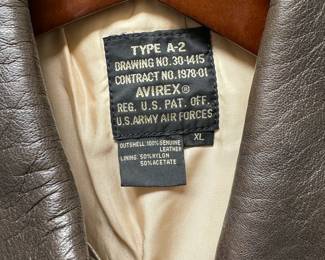 TYPE A-2
DRAWING NO. 30-1415
CONTRACT NO. 1978-01
AVIREX®
REG. U.S. PAT. OFF.
U.S. ARMY AIR FORCES
XL
OUTSHELL: 100% GENUINE
LEATHER
LINING: 50% NYLON
50% ACETATE